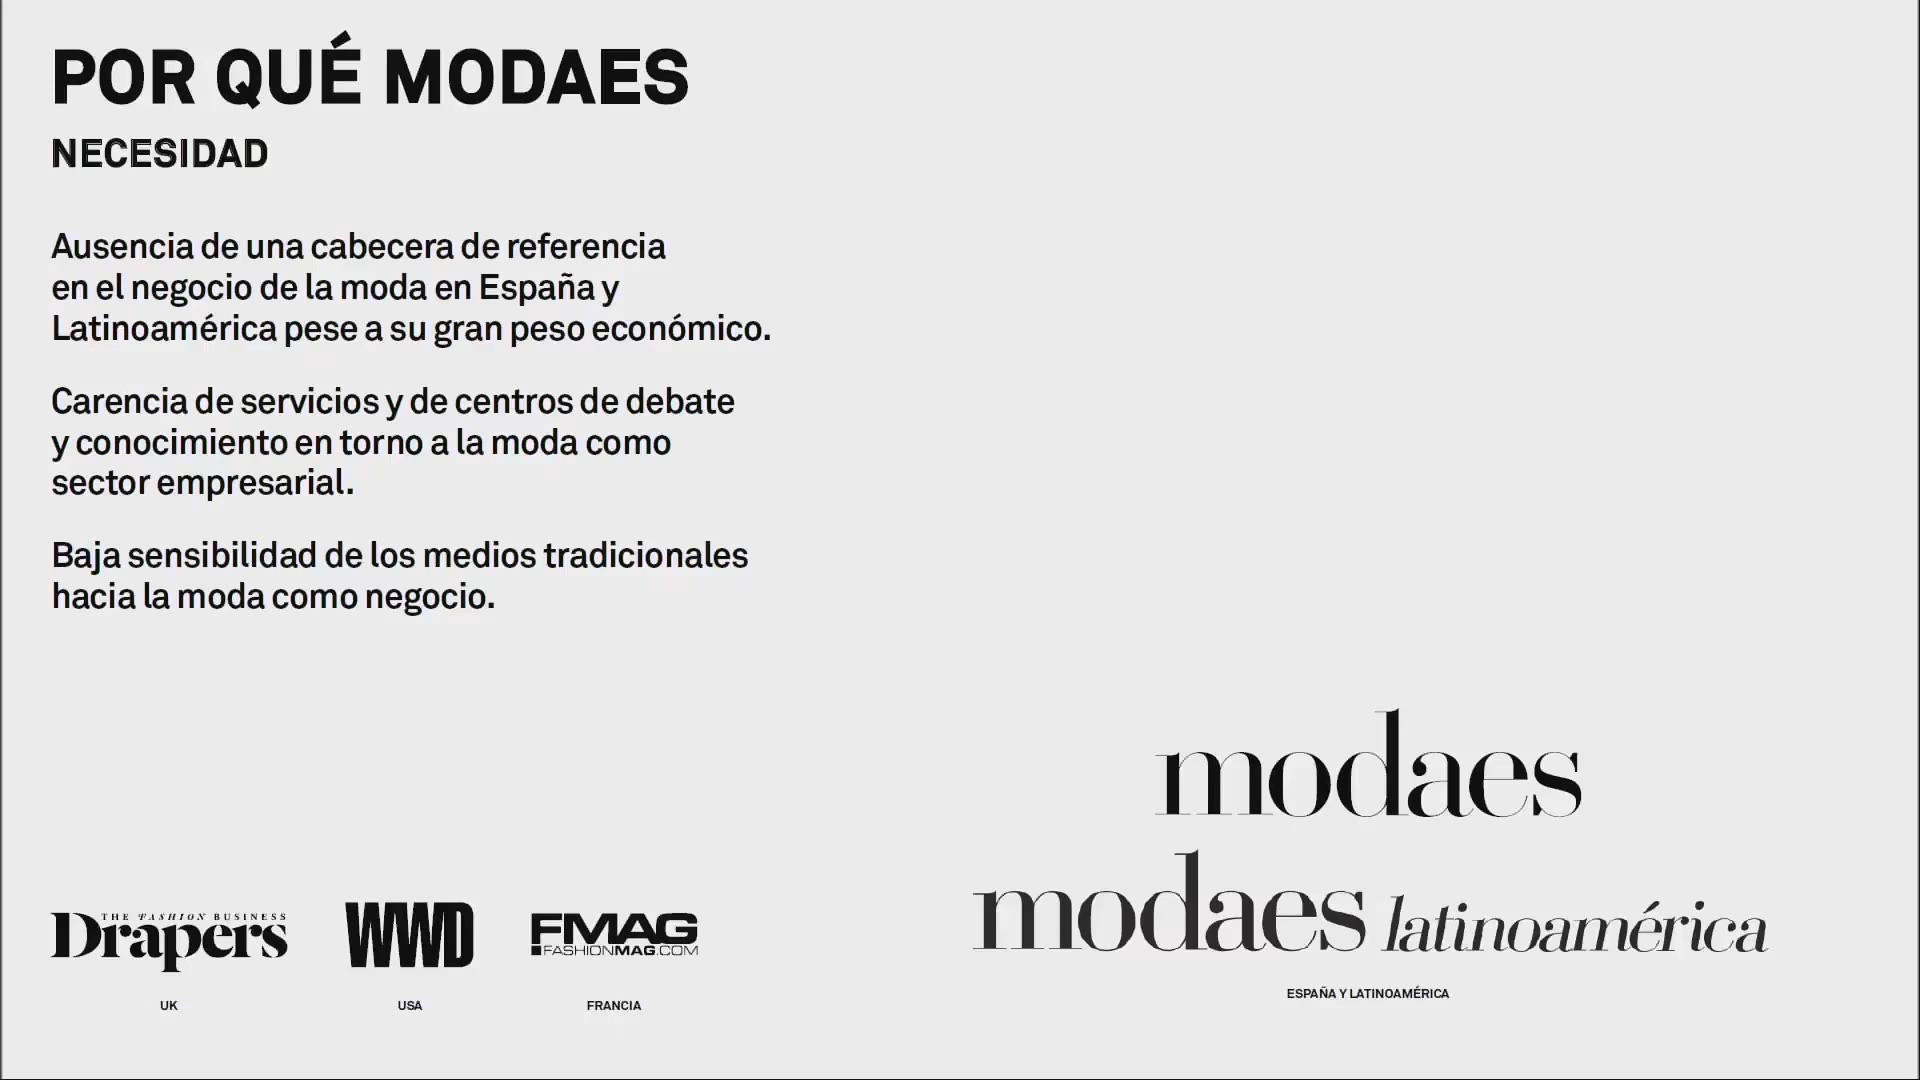 POR QUÉ MODAES
NECESIDAD
Ausencia de una cabecera de referencia
en el negocio de la moda en España y
Latinoamérica pese a su gran peso económico.
Carencia de servicios y de centros de debate
y conocimiento en torno a la moda como
sector empresarial.
Baja sensibilidad de los medios tradicionales
hacia la moda como negocio.
THE FASHION BUSINESS
Drapers
UK
WWD
USA
FMAG
FASHIONMAG.COM
FRANCIA
modaes
modaes latinoamérica
ESPAÑA Y LATINOAMÉRICA